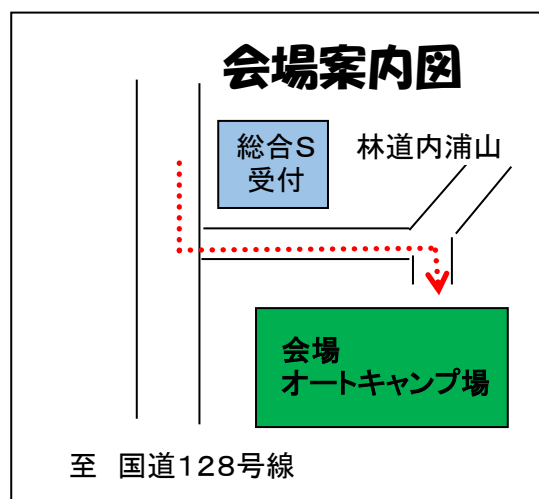 会場案内図
総合S
受付
林道内浦山
会場
オートキャンプ場
至　国道128号線